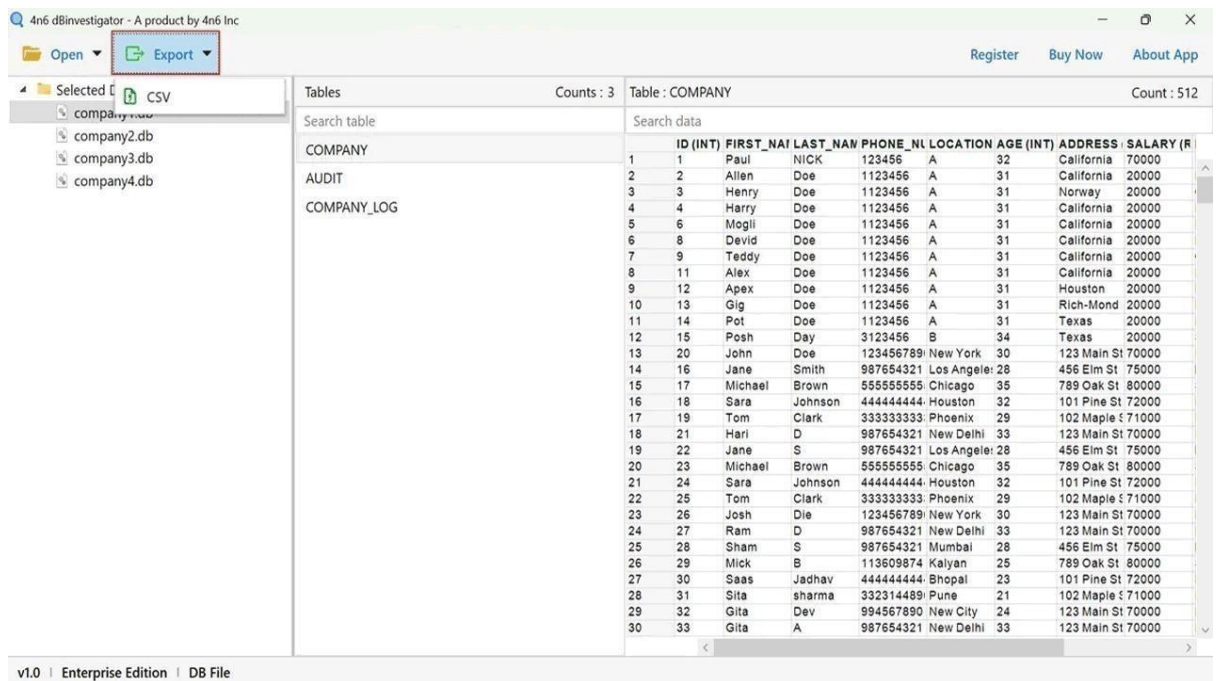 4n6 dBinvestigator - A product by 4n6 Inc
Open Export Register Buy Now About App
CSV
Selected
company1.db
company2.db
company3.db
company4.db
Tables Counts : 3
Search table
COMPANY
AUDIT
COMPANY_LOG
Table : COMPANY Count : 512
Search data
ID (INT) FIRST_NA LAST_NA PHONE_NU LOCATION AGE (INT) ADDRESS SALARY (R
1 1 Paul NICK 123456 A 32 California 70000
2 2 Allen Doe 1123456 A 31 California 20000
3 3 Henry Doe 1123456 A 31 Norway 20000
4 4 Harry Doe 1123456 A 31 California 20000
5 6 Mogli Doe 1123456 A 31 California 20000
6 8 Devid Doe 1123456 A 31 California 20000
7 9 Teddy Doe 1123456 A 31 California 20000
8 11 Alex Doe 1123456 A 31 California 20000
9 12 Apex Doe 1123456 A 31 Houston 20000
10 13 Gig Doe 1123456 A 31 Rich-Mond 20000
11 14 Pot Doe 1123456 A 31 Texas 20000
12 15 Posh Day 3123456 B 34 Texas 20000
13 20 John Doe 123456789 New York 30 123 Main St 70000
14 16 Jane Smith 987654321 Los Angele 28 456 Elm St 75000
15 17 Michael Brown 555555555 Chicago 35 789 Oak St 80000
16 18 Sara Johnson 444444444 Houston 32 101 Pine St 72000
17 19 Tom Clark 333333333 Phoenix 29 102 Maple 71000
18 21 Hari D 987654321 New Delhi 33 123 Main St 70000
19 22 Jane S 987654321 Los Angele 28 456 Elm St 75000
20 23 Michael Brown 555555555 Chicago 35 789 Oak St 80000
21 24 Sara Johnson 444444444 Houston 32 101 Pine St 72000
22 25 Tom Clark 333333333 Phoenix 29 102 Maple 71000
23 26 Josh Die 123456789 New York 30 123 Main St 70000
24 27 Ram D 987654321 New Delhi 33 123 Main St 70000
25 28 Sham S 987654321 Mumbai 28 456 Elm St 75000
26 29 Mick B 113609874 Kalyan 25 789 Oak St 80000
27 30 Saas Jadhav 444444444 Bhopal 23 101 Pine St 72000
28 31 Sita sharma 332314489 Pune 21 102 Maple 71000
29 32 Gita Dev 994567890 New City 24 123 Main St 70000
30 33 Gita A 987654321 New Delhi 33 123 Main St 70000
v1.0 | Enterprise Edition | DB File